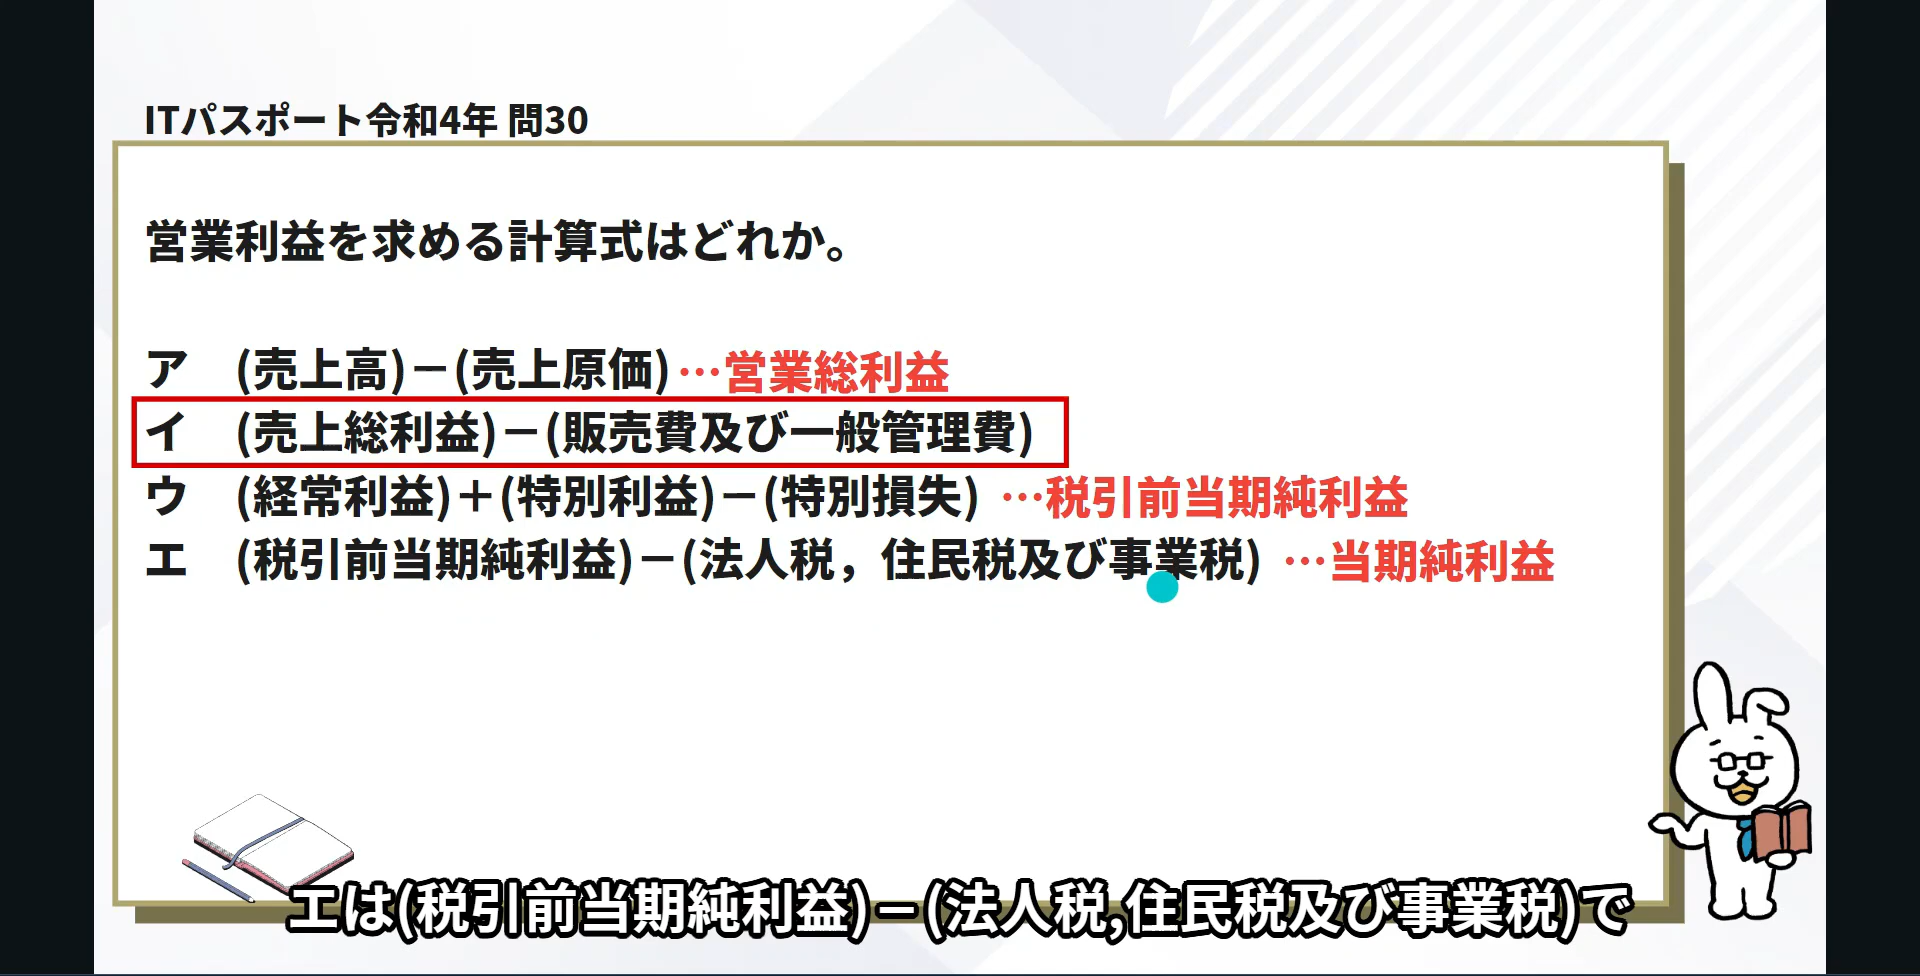 ITパスポート令和4年 問30
営業利益を求める計算式はどれか。
ア (売上高)－(売上原価)…営業総利益
イ (売上総利益)－(販売費及び一般管理費)
ウ (経常利益)＋(特別利益)－(特別損失) …税引前当期純利益
エ (税引前当期純利益)－(法人税，住民税及び事業税) …当期純利益
エは(税引前当期純利益)－(法人税,住民税及び事業税)で